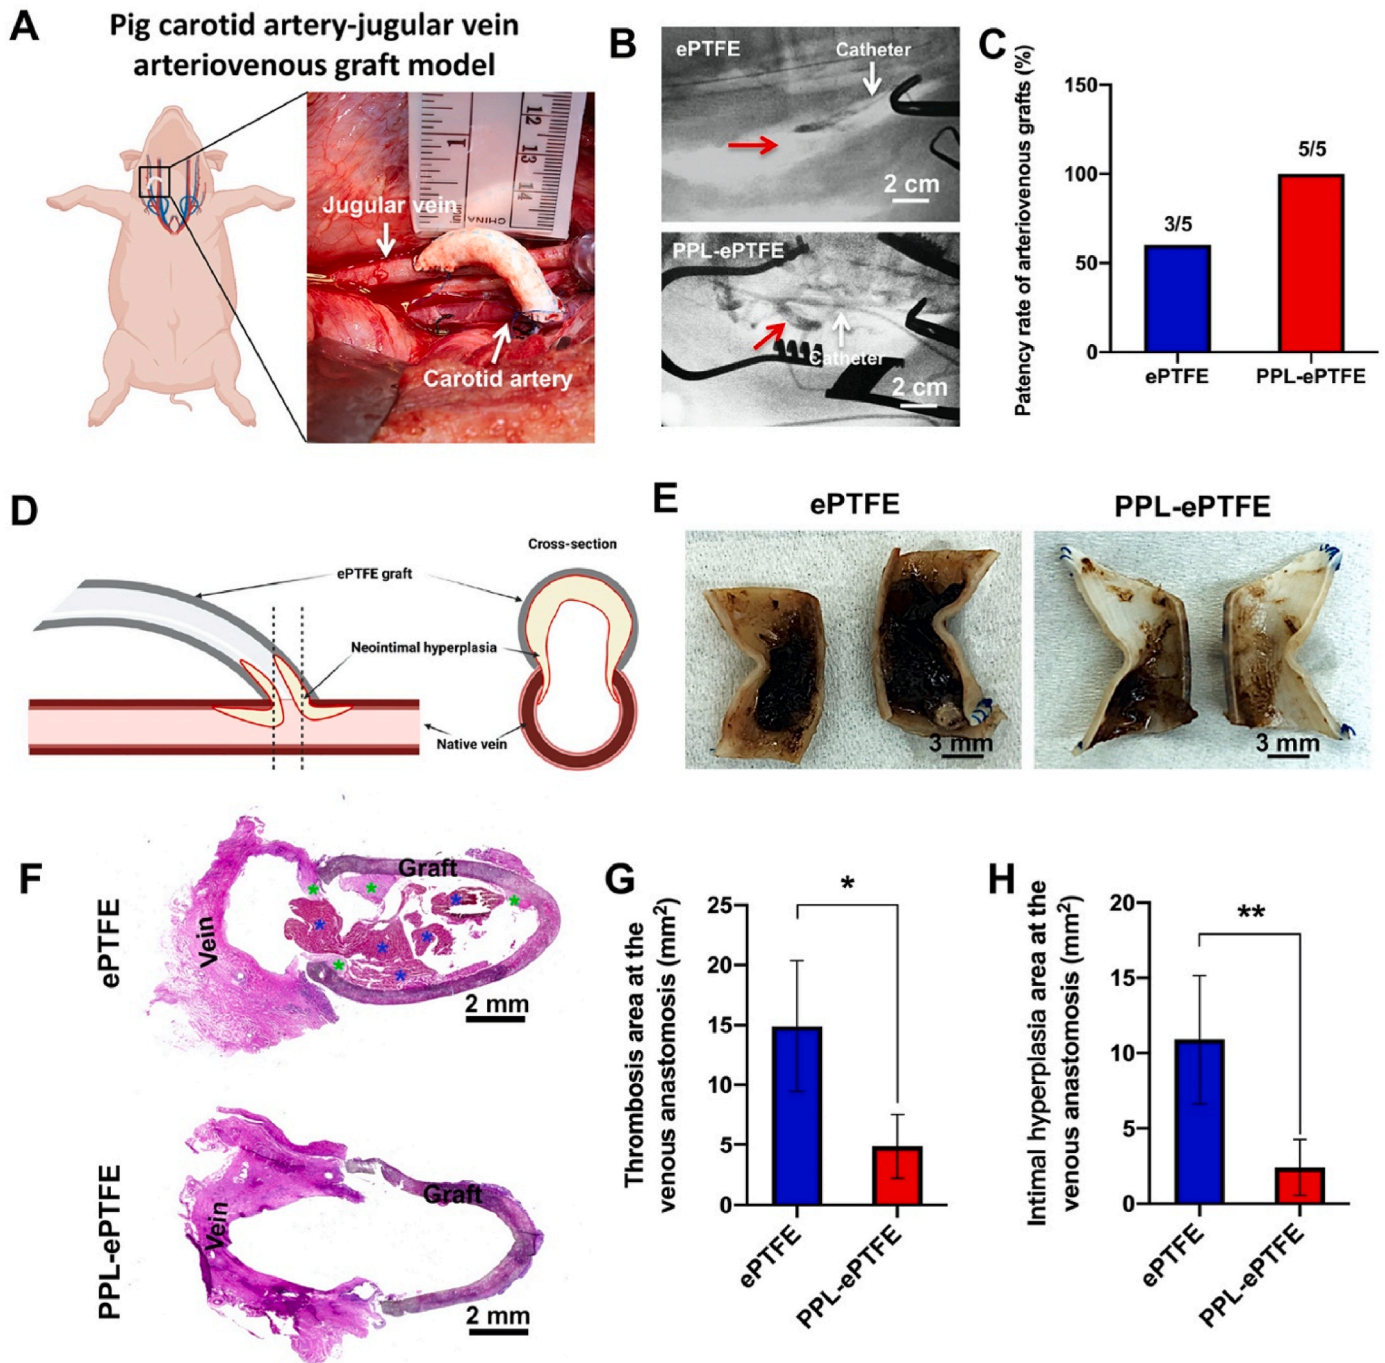 A
Pig carotid artery-jugular vein
arteriovenous graft model
12
13
14
1
CHINA
Jugular vein
Carotid artery
B
ePTFE
Catheter
2 cm
PPL-ePTFE
Catheter
2 cm
C
Patency rate of arteriovenous grafts (%)
150
100
50
0
3/5
5/5
ePTFE
PPL-ePTFE
D
Cross-section
ePTFE graft
Neointimal hyperplasia
Native vein
E
ePTFE
PPL-ePTFE
3 mm
3 mm
F
ePTFE
Vein
Graft
* * * * * * * * *
2 mm
PPL-ePTFE
Vein
Graft
2 mm
G
Thrombosis area at the
venous anastomosis (mm²)
25
20
15
10
5
0
*
ePTFE
PPL-ePTFE
H
Intimal hyperplasia area at the
venous anastomosis (mm²)
20
15
10
5
0
**
ePTFE
PPL-ePTFE